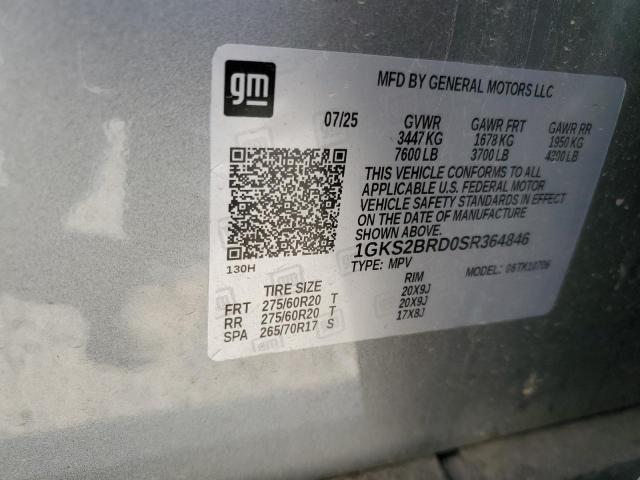 gm
MFD BY GENERAL MOTORS LLC
07/25 GVWR GAWR FRT GAWR RR
3447 KG 1678 KG 1950 KG
7600 LB 3700 LB 4300 LB
THIS VEHICLE CONFORMS TO ALL
APPLICABLE U.S. FEDERAL MOTOR
VEHICLE SAFETY STANDARDS IN EFFECT
ON THE DATE OF MANUFACTURE
SHOWN ABOVE.
1GKS2BRD0SR364846
130H
TYPE: MPV MODEL: 06TK10706
TIRE SIZE RIM
FRT 275/60R20 T 20X9J
RR 275/60R20 T 20X9J
SPA 265/70R17 S 17X8J